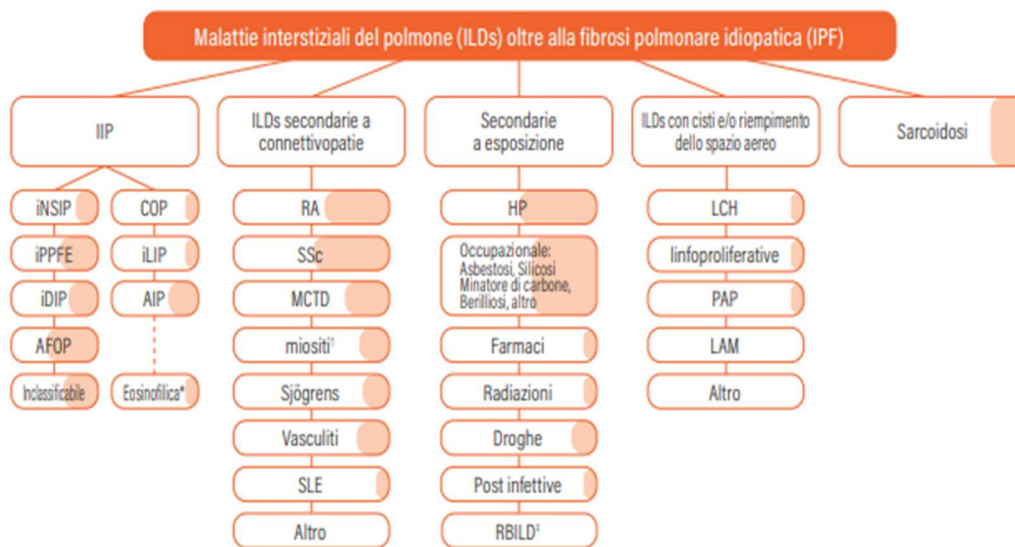 Malattie interstiziali del polmone (ILDs) oltre alla fibrosi polmonare idiopatica (IPF)
IIP
iNSIP
iPPFE
iDIP
AFOP
Inclassificabile
COP
iLIP
AIP
Eosinofilica*
ILDs secondarie a
connettivopatie
RA
SSc
MCTD
miositi†
Sjögrens
Vasculiti
SLE
Altro
Secondarie
a esposizione
HP
Occupazionale:
Asbestosi, Silicosi
Minatore di carbone,
Berilliosi, altro
Farmaci
Radiazioni
Droghe
Post infettive
RBILD‡
ILDs con cisti e/o riempimento
dello spazio aereo
LCH
linfoproliferative
PAP
LAM
Altro
Sarcoidosi